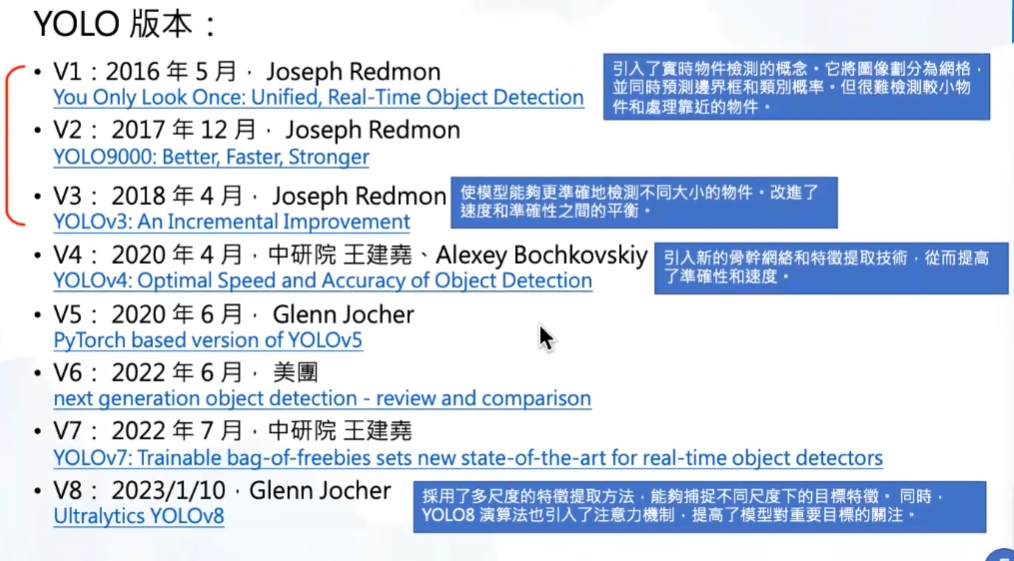 YOLO 版本：
• V1：2016 年 5 月， Joseph Redmon
You Only Look Once: Unified, Real-Time Object Detection
引入了實時物件檢測的概念。它將圖像劃分為網格，
並同時預測邊界框和類別概率。但很難檢測較小物
件和處理靠近的物件。
• V2： 2017 年 12 月， Joseph Redmon
YOLO9000: Better, Faster, Stronger
• V3： 2018 年 4 月， Joseph Redmon
YOLOv3: An Incremental Improvement
使模型能夠更準確地檢測不同大小的物件。改進了
速度和準確性之間的平衡。
• V4： 2020 年 4 月，中研院 王建堯、Alexey Bochkovskiy
YOLOv4: Optimal Speed and Accuracy of Object Detection
引入新的骨幹網絡和特徵提取技術，從而提高
了準確性和速度。
• V5： 2020 年 6 月， Glenn Jocher
PyTorch based version of YOLOv5
• V6： 2022 年 6 月， 美團
next generation object detection - review and comparison
• V7： 2022 年 7 月，中研院 王建堯
YOLOv7: Trainable bag-of-freebies sets new state-of-the-art for real-time object detectors
• V8： 2023/1/10，Glenn Jocher
Ultralytics YOLOv8
採用了多尺度的特徵提取方法，能夠捕捉不同尺度下的目標特徵。 同時，
YOLO8 演算法也引入了注意力機制，提高了模型對重要目標的關注。